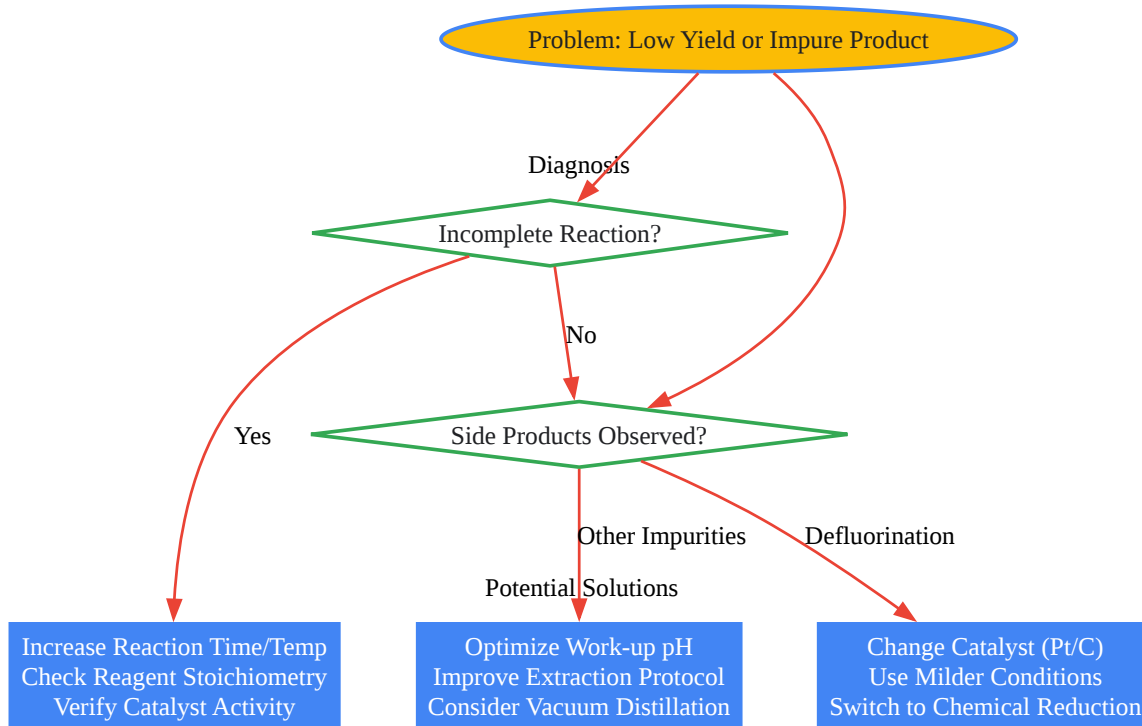 Problem: Low Yield or Impure Product
Diagnosis
Incomplete Reaction?
No
Yes
Side Products Observed?
Other Impurities
Defluorination
Potential Solutions
Increase Reaction Time/Temp
Check Reagent Stoichiometry
Verify Catalyst Activity
Optimize Work-up pH
Improve Extraction Protocol
Consider Vacuum Distillation
Change Catalyst (Pt/C)
Use Milder Conditions
Switch to Chemical Reduction